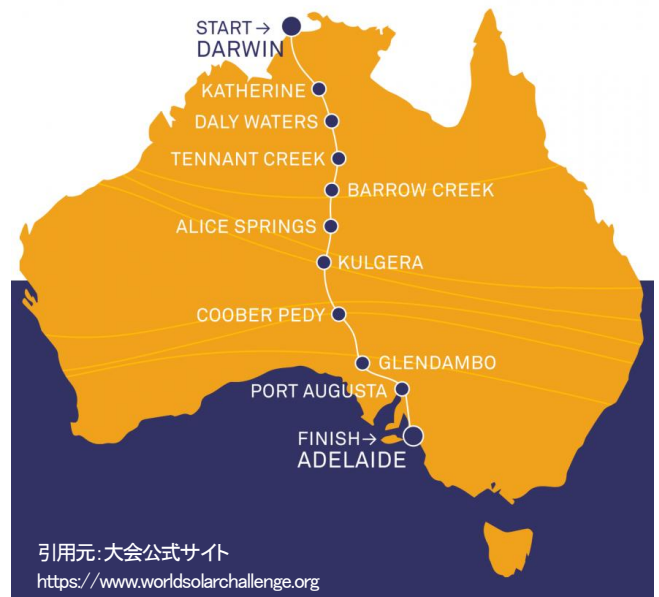 START→
DARWIN
KATHERINE
DALY WATERS
TENNANT CREEK
BARROW CREEK
ALICE SPRINGS
KULGERA
COOBER PEDY
GLENDAMBO
PORT AUGUSTA
FINISH→
ADELAIDE
引用元:大会公式サイト
https://www.worldsolarchallenge.org